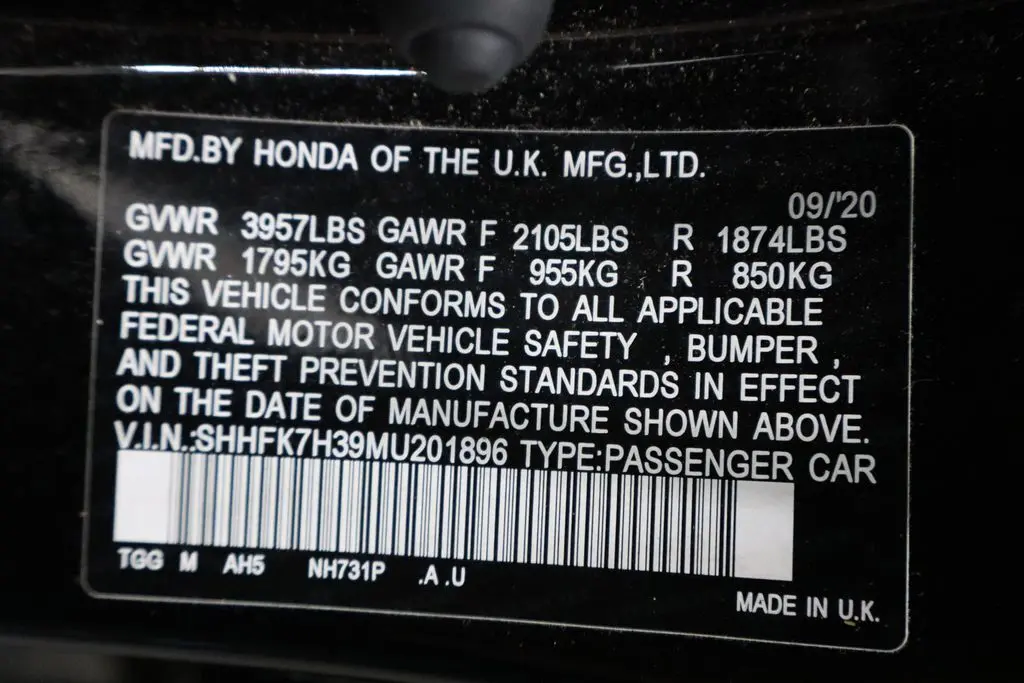 MFD.BY HONDA OF THE U.K. MFG.,LTD.
09/'20
GVWR 3957LBS GAWR F 2105LBS R 1874LBS
GVWR 1795KG GAWR F 955KG R 850KG
THIS VEHICLE CONFORMS TO ALL APPLICABLE
FEDERAL MOTOR VEHICLE SAFETY , BUMPER ,
AND THEFT PREVENTION STANDARDS IN EFFECT
ON THE DATE OF MANUFACTURE SHOWN ABOVE.
V.I.N.:SHHFK7H39MU201896 TYPE:PASSENGER CAR
TGG M AH5 NH731P .A .U
MADE IN U.K.